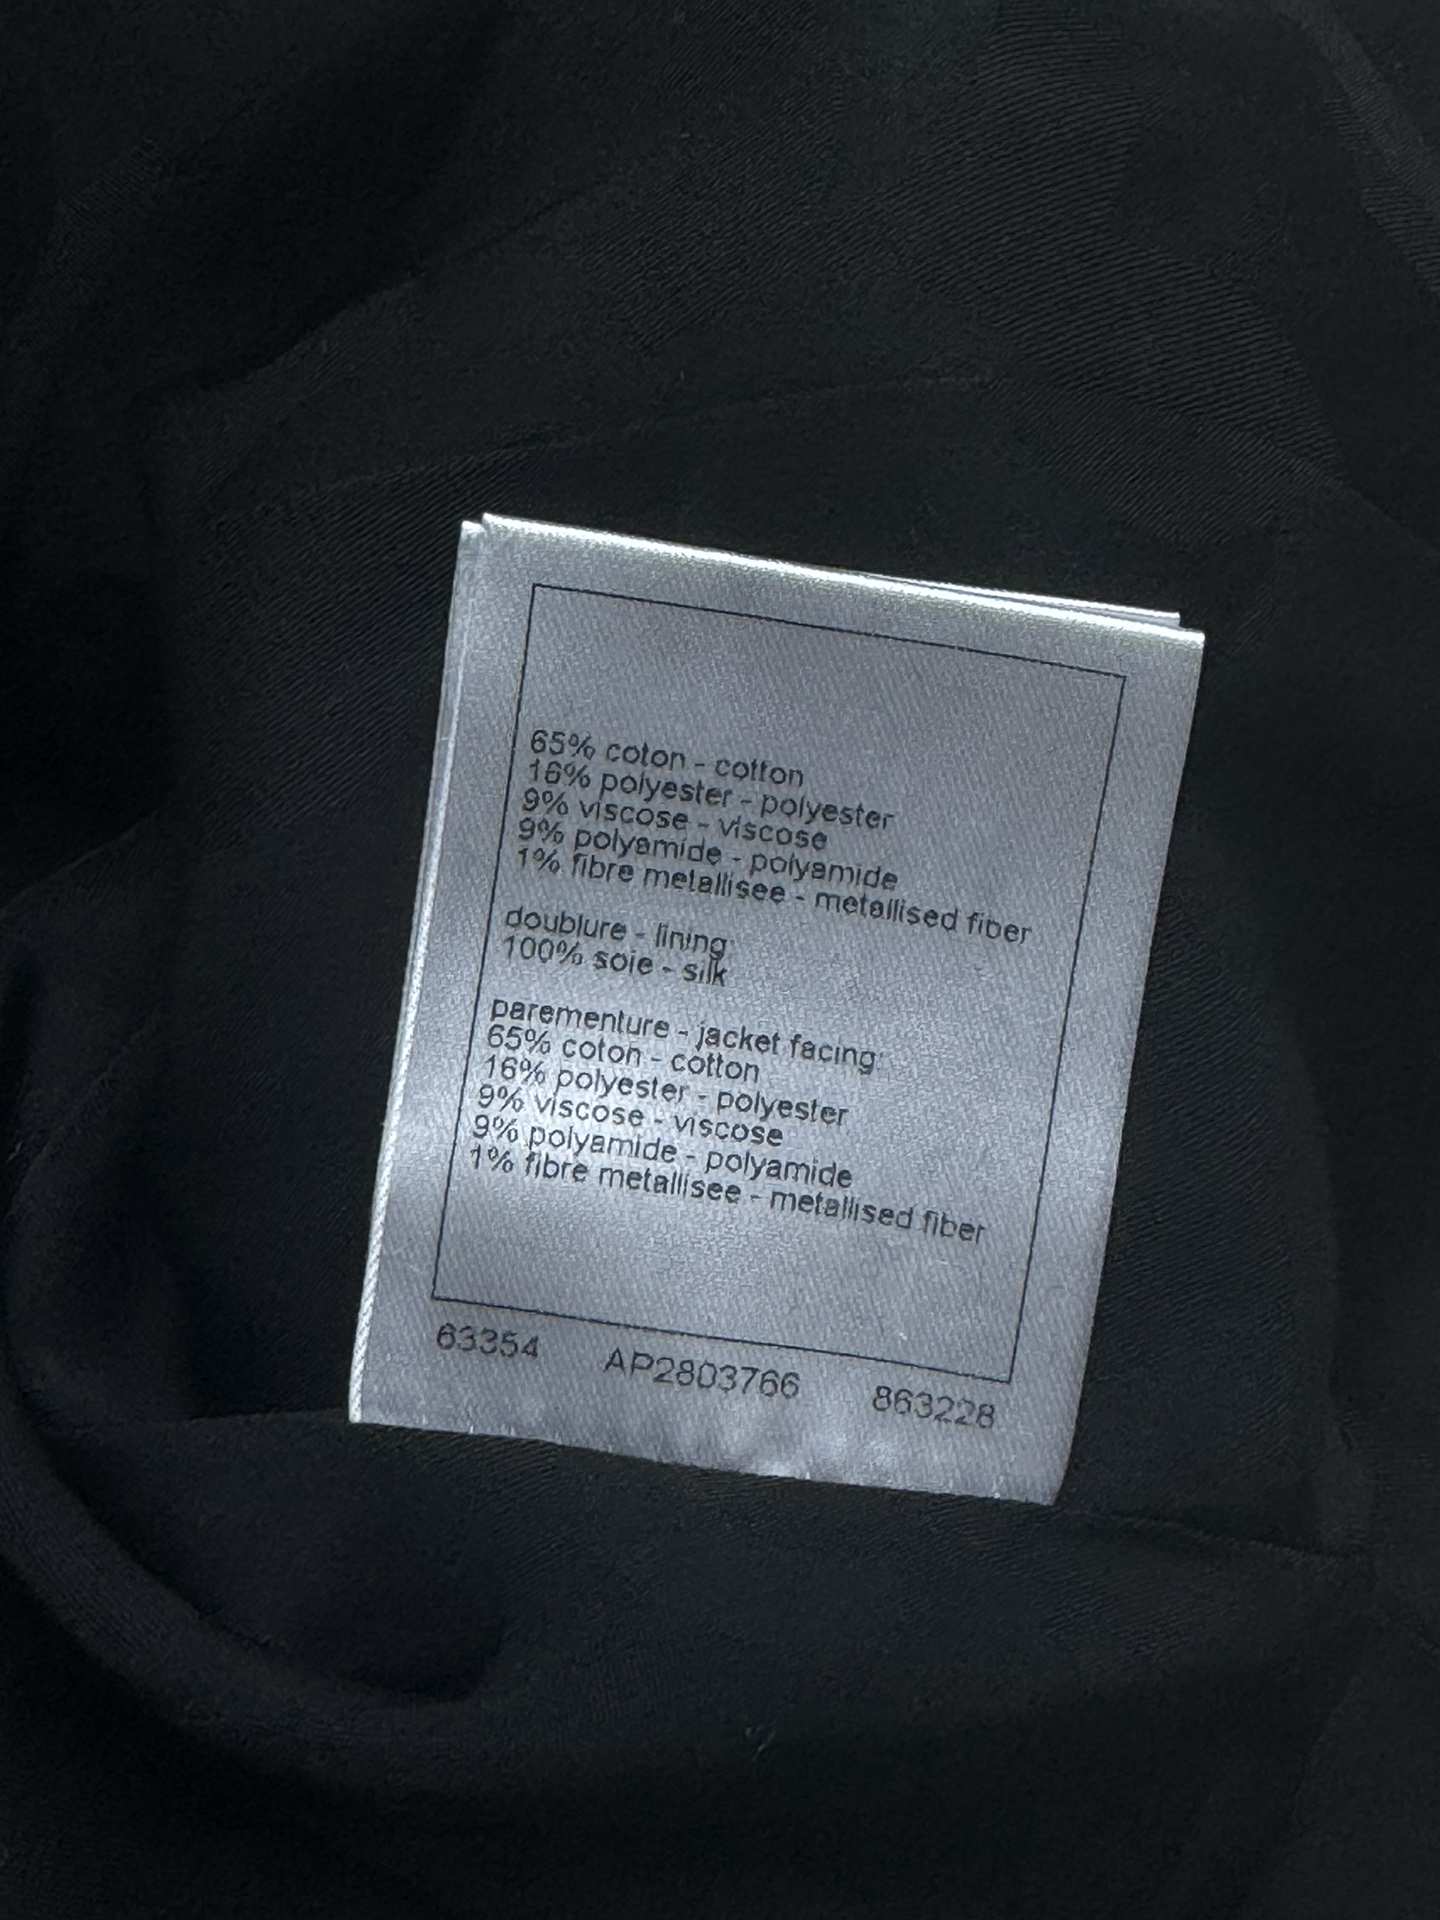 65% coton - cotton
16% polyester - polyester
9% viscose - viscose
9% polyamide - polyamide
1% fibre metallisee - metallised fiber
doublure - lining:
100% soie - silk
parementure - jacket facing:
65% coton - cotton
16% polyester - polyester
9% viscose - viscose
9% polyamide - polyamide
1% fibre metallisee - metallised fiber
63354 AP2803766 863228